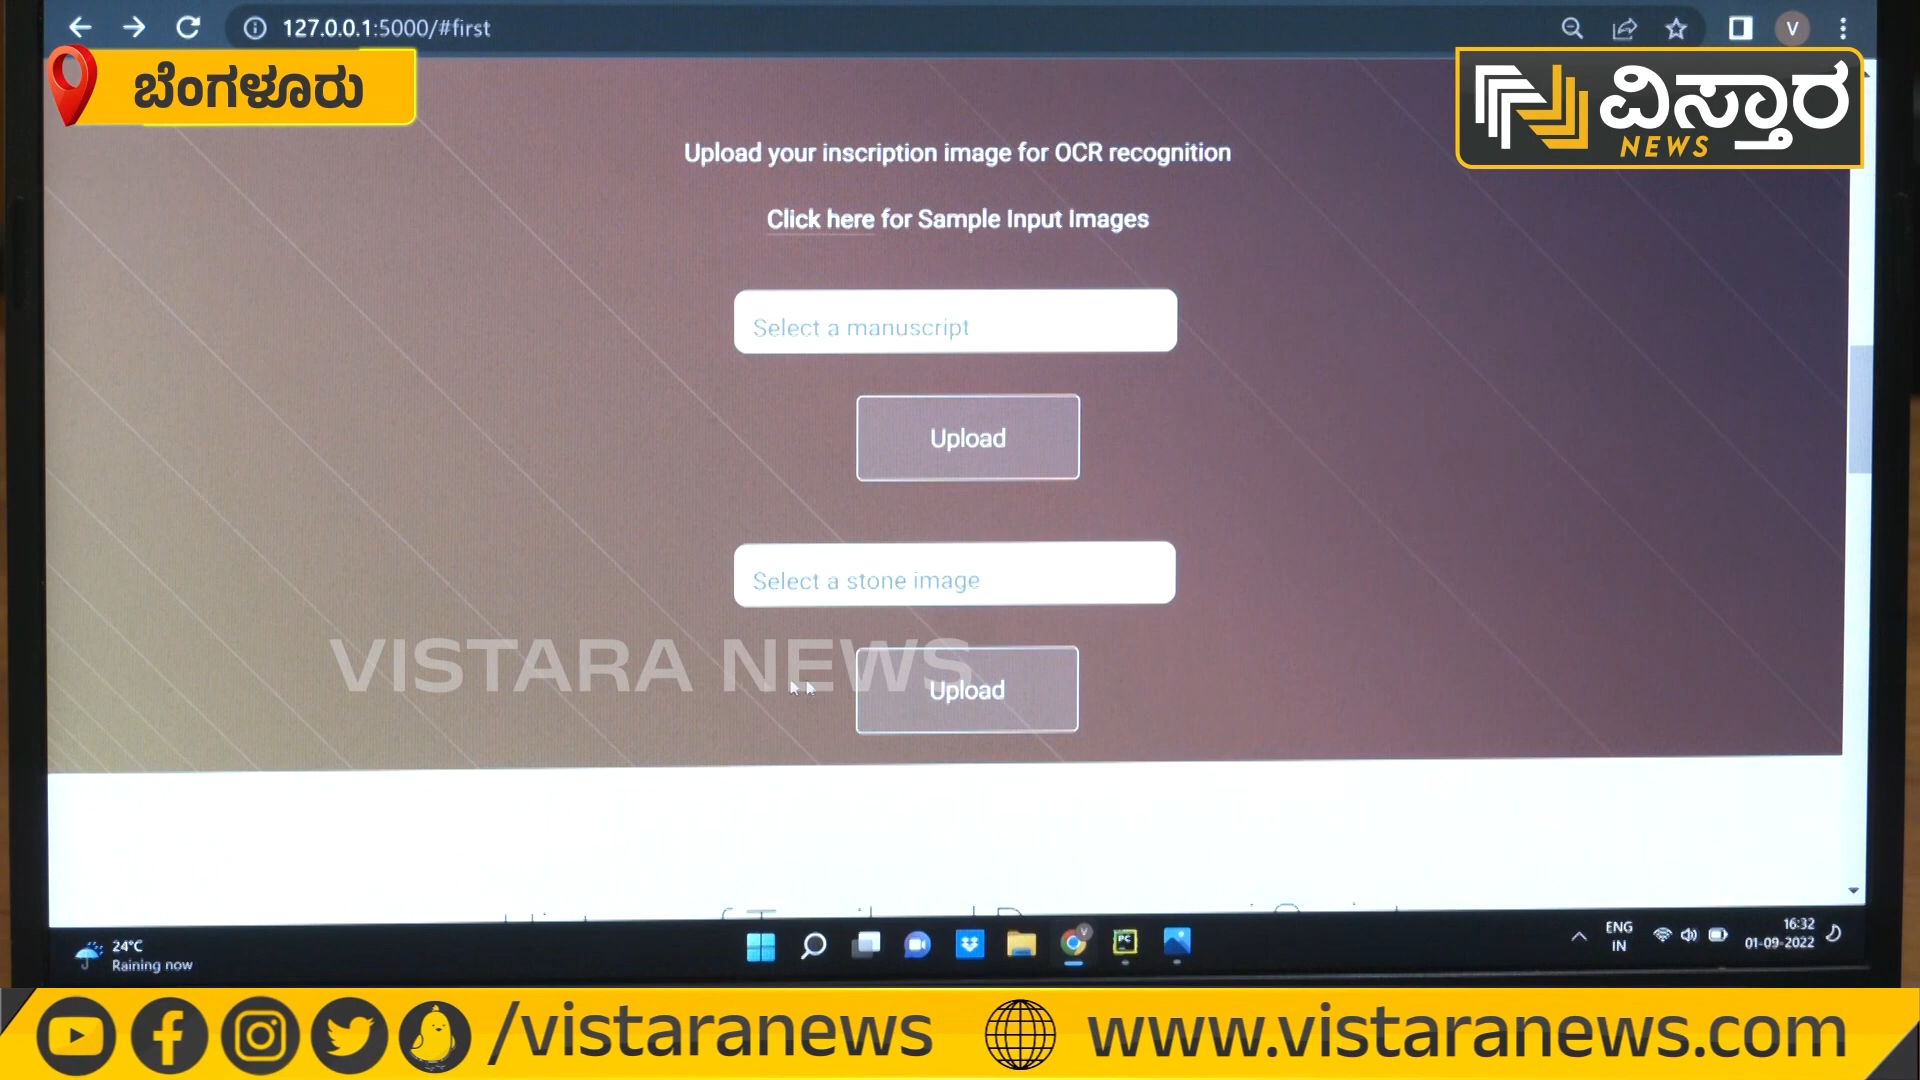 127.0.0.1:5000/#first
V
ಬೆಂಗಳೂರು
ವಿಸ್ತಾರ
NEWS
Upload your inscription image for OCR recognition
Click here for Sample Input Images
Select a manuscript
Upload
Select a stone image
VISTARA NEWS
Upload
24°C
Raining now
PC
ENG
IN
16:32
01-09-2022
/vistaranews
www.vistaranews.com